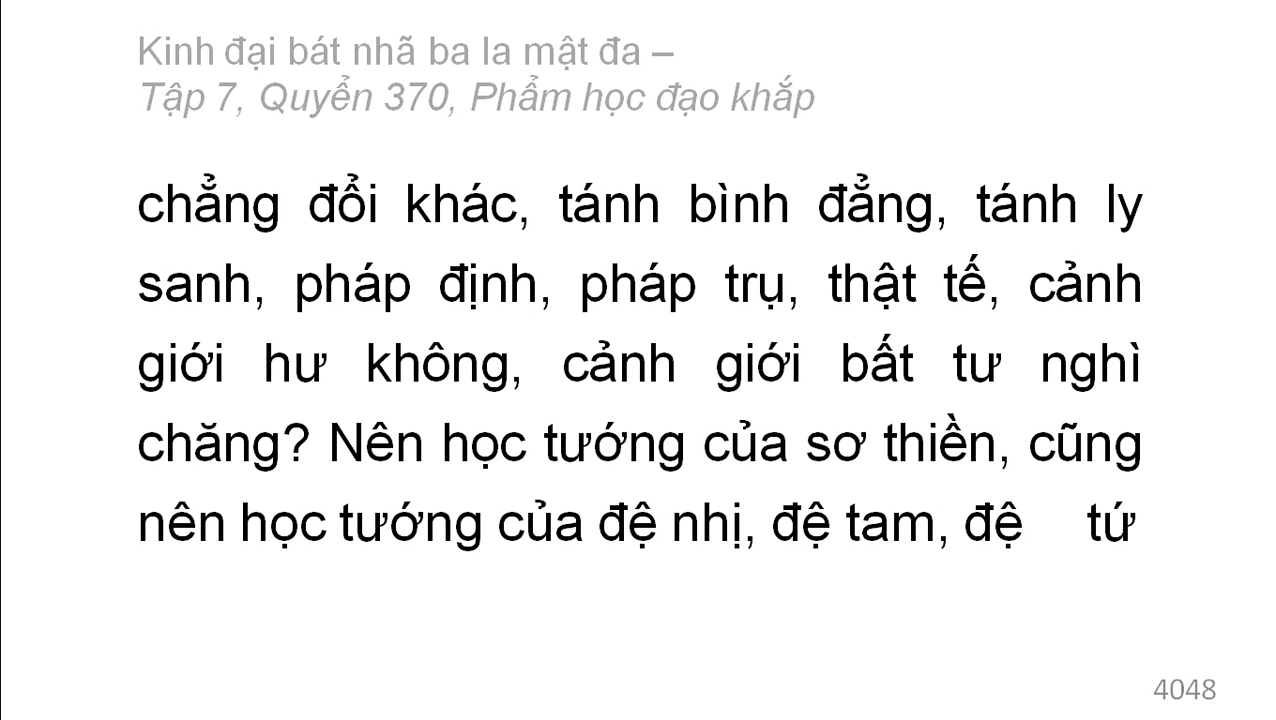 Kinh đại bát nhã ba la mật đa –
Tập 7, Quyển 370, Phẩm học đạo khắp
chẳng đổi khác, tánh bình đẳng, tánh ly
sanh, pháp định, pháp trụ, thật tế, cảnh
giới hư không, cảnh giới bất tư nghì
chăng? Nên học tướng của sơ thiền, cũng
nên học tướng của đệ nhị, đệ tam, đệ tứ
4048